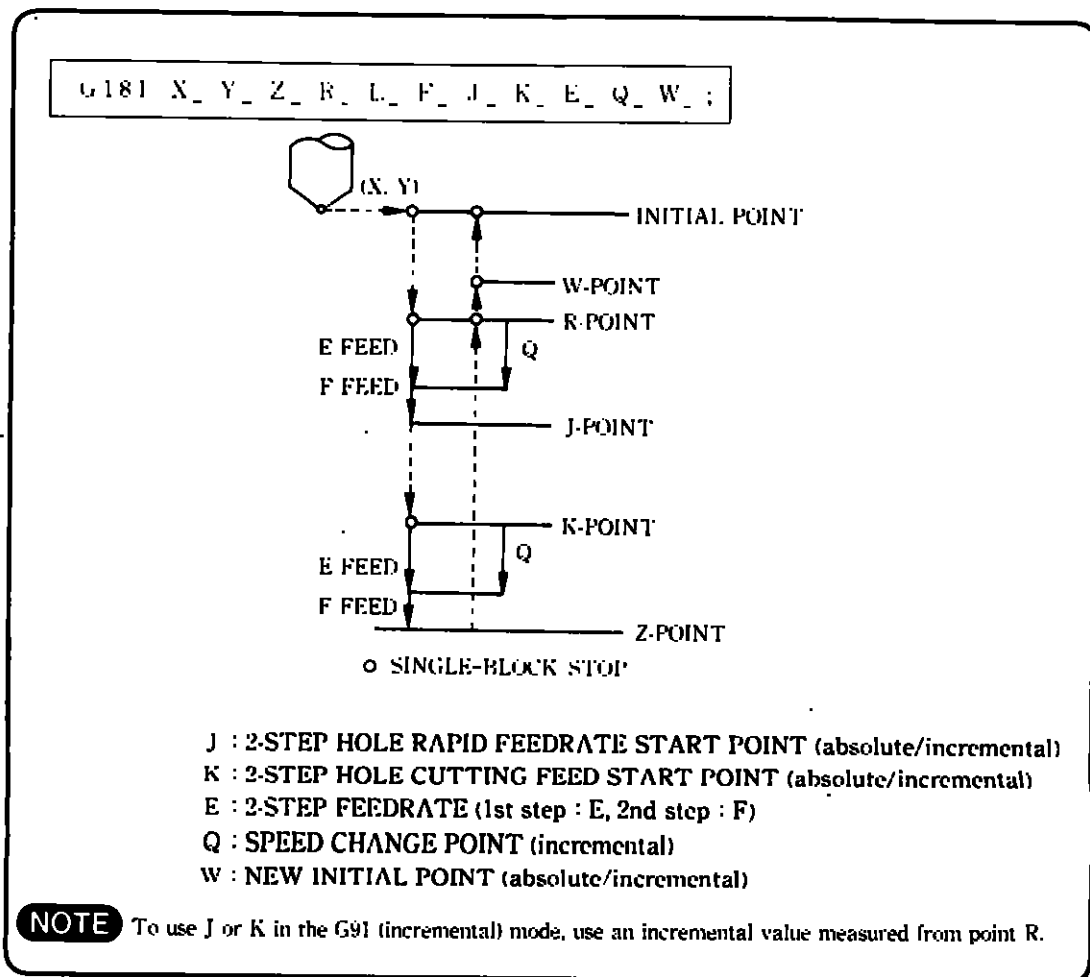 G181 X_ Y_ Z_ R_ L_ F_ J_ K_ E_ Q_ W_ ;
(X, Y)
INITIAL POINT
W-POINT
R-POINT
E FEED
Q
F FEED
J-POINT
K-POINT
E FEED
Q
F FEED
Z-POINT
o SINGLE-BLOCK STOP
J : 2-STEP HOLE RAPID FEEDRATE START POINT (absolute/incremental)
K : 2-STEP HOLE CUTTING FEED START POINT (absolute/incremental)
E : 2-STEP FEEDRATE (1st step : E, 2nd step : F)
Q : SPEED CHANGE POINT (incremental)
W : NEW INITIAL POINT (absolute/incremental)
NOTE To use J or K in the G91 (incremental) mode, use an incremental value measured from point R.